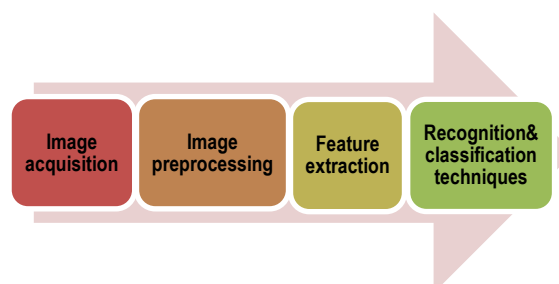 Image
acquisition
Image
preprocessing
Feature
extraction
Recognition&
classification
techniques